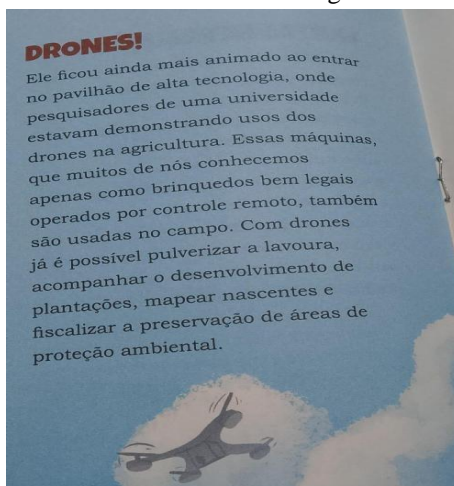 DRONES!
Ele ficou ainda mais animado ao entrar
no pavilhão de alta tecnologia, onde
pesquisadores de uma universidade
estavam demonstrando usos dos
drones na agricultura. Essas máquinas,
que muitos de nós conhecemos
apenas como brinquedos bem legais
operados por controle remoto, também
são usadas no campo. Com drones
já é possível pulverizar a lavoura,
acompanhar o desenvolvimento de
plantações, mapear nascentes e
fiscalizar a preservação de áreas de
proteção ambiental.